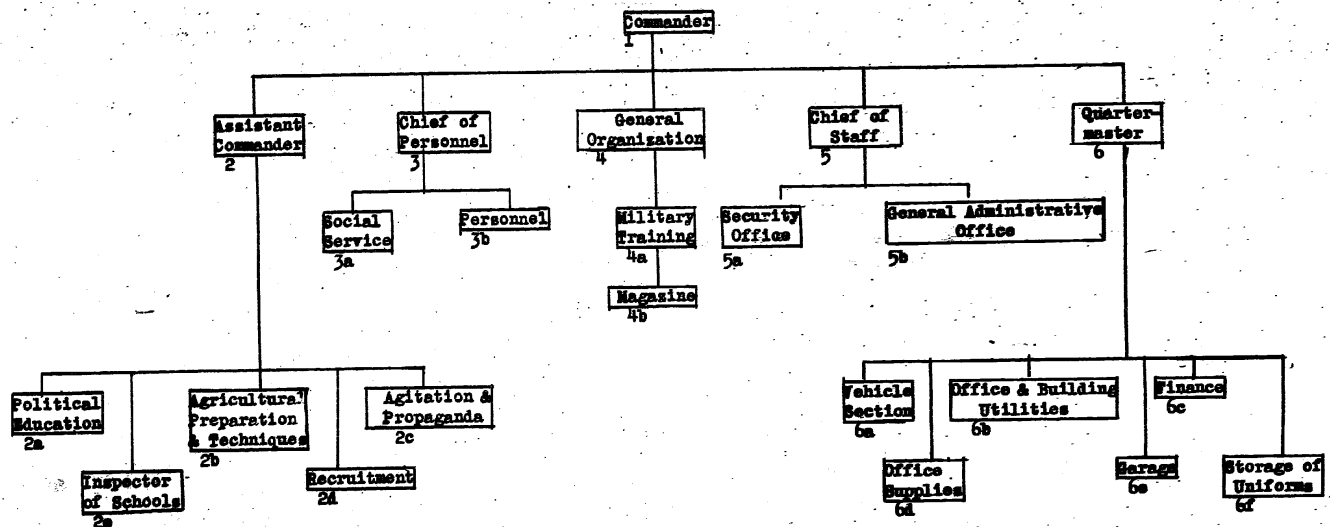 Commander
1
Assistant
Commander
2
Chief of
Personnel
3
General
Organization
4
Chief of
Staff
5
Quarter-
master
6
Social
Service
3a
Personnel
3b
Military
Training
4a
Magazine
4b
Security
Office
5a
General Administrative
Office
5b
Political
Education
2a
Inspector
of Schools
2e
Agricultural
Preparation
& Techniques
2b
Recruitment
2d
Agitation &
Propaganda
2c
Vehicle
Section
6a
Office
Supplies
6d
Office & Building
Utilities
6b
Garage
6e
Finance
6c
Storage of
Uniforms
6f